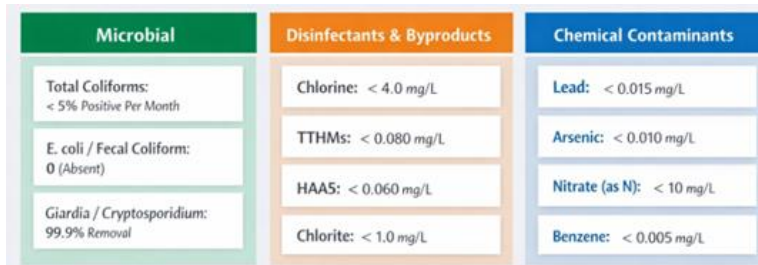 Microbial
Total Coliforms:
< 5% Positive Per Month
E. coli / Fecal Coliform:
0 (Absent)
Giardia / Cryptosporidium:
99.9% Removal
Disinfectants & Byproducts
Chlorine: < 4.0 mg/L
TTHMs: < 0.080 mg/L
HAA5: < 0.060 mg/L
Chlorite: < 1.0 mg/L
Chemical Contaminants
Lead: < 0.015 mg/L
Arsenic: < 0.010 mg/L
Nitrate (as N): < 10 mg/L
Benzene: < 0.005 mg/L